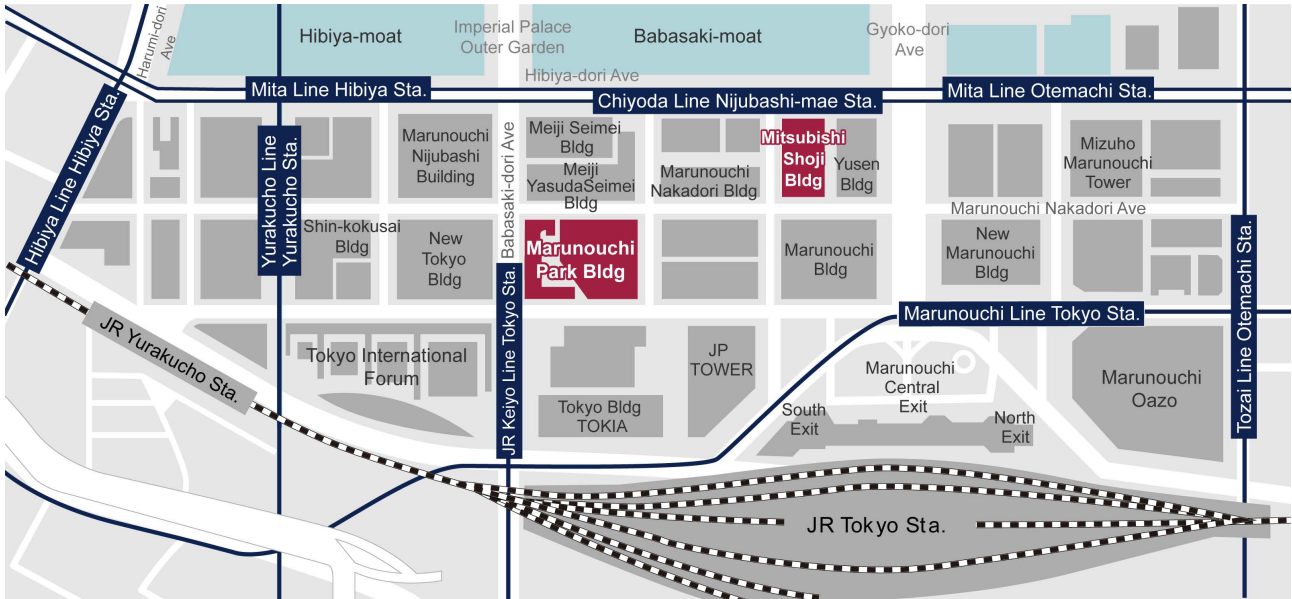 Harumi-dori
Ave
Hibiya-moat
Imperial Palace
Outer Garden
Babasaki-moat
Gyoko-dori
Ave
Hibiya-dori Ave
Mita Line Hibiya Sta.
Chiyoda Line Nijubashi-mae Sta.
Mita Line Otemachi Sta.
Hibiya Line Hibiya Sta.
Yurakucho Line
Yurakucho Sta.
Marunouchi
Nijubashi
Building
Babasaki-dori Ave
Meiji Seimei
Bldg
Meiji
YasudaSeimei
Bldg
Marunouchi
Nakadori Bldg
Mitsubishi
Shoji
Bldg
Yusen
Bldg
Mizuho
Marunouchi
Tower
Marunouchi Nakadori Ave
Shin-kokusai
Bldg
New
Tokyo
Bldg
Marunouchi
Park Bldg
Marunouchi
Bldg
New
Marunouchi
Bldg
Tozai Line Otemachi Sta.
Marunouchi Line Tokyo Sta.
JR Yurakucho Sta.
Tokyo International
Forum
JR Keiyo Line Tokyo Sta.
Tokyo Bldg
TOKIA
JP
TOWER
Marunouchi
Central
Exit
South
Exit
North
Exit
Marunouchi
Oazo
JR Tokyo Sta.